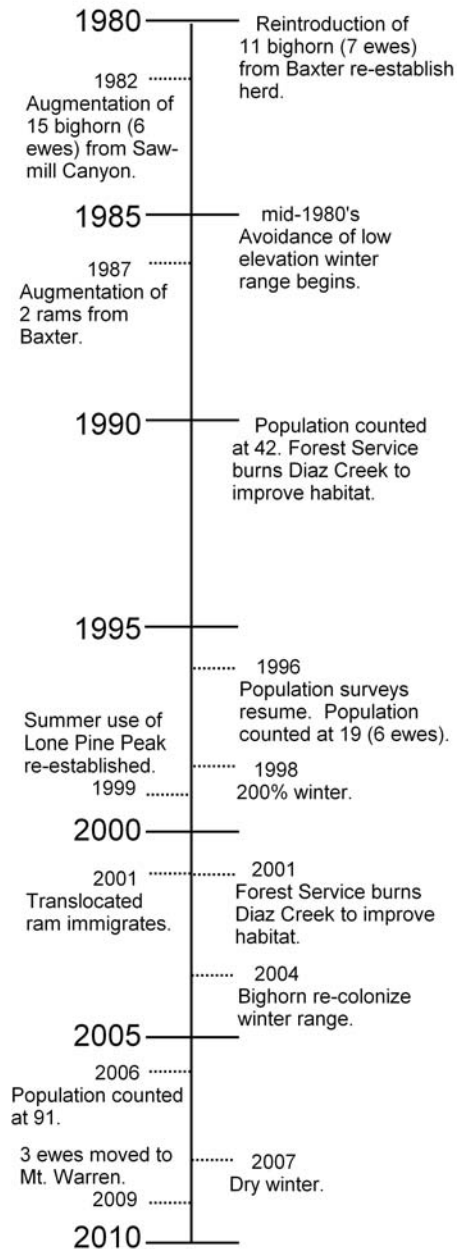 1980
Reintroduction of
11 bighorn (7 ewes)
from Baxter re-establish
herd.
1982
Augmentation of
15 bighorn (6
ewes) from Saw-
mill Canyon.
1985
mid-1980's
Avoidance of low
elevation winter
range begins.
1987
Augmentation of
2 rams from
Baxter.
1990
Population counted
at 42. Forest Service
burns Diaz Creek to
improve habitat.
1995
1996
Population surveys
resume.  Population
counted at 19 (6 ewes).
Summer use of
Lone Pine Peak
re-established.
1999
1998
200% winter.
2000
2001
Translocated
ram immigrates.
2001
Forest Service burns
Diaz Creek to improve
habitat.
2004
Bighorn re-colonize
winter range.
2005
2006
Population counted
at 91.
3 ewes moved to
Mt. Warren.
2009
2007
Dry winter.
2010